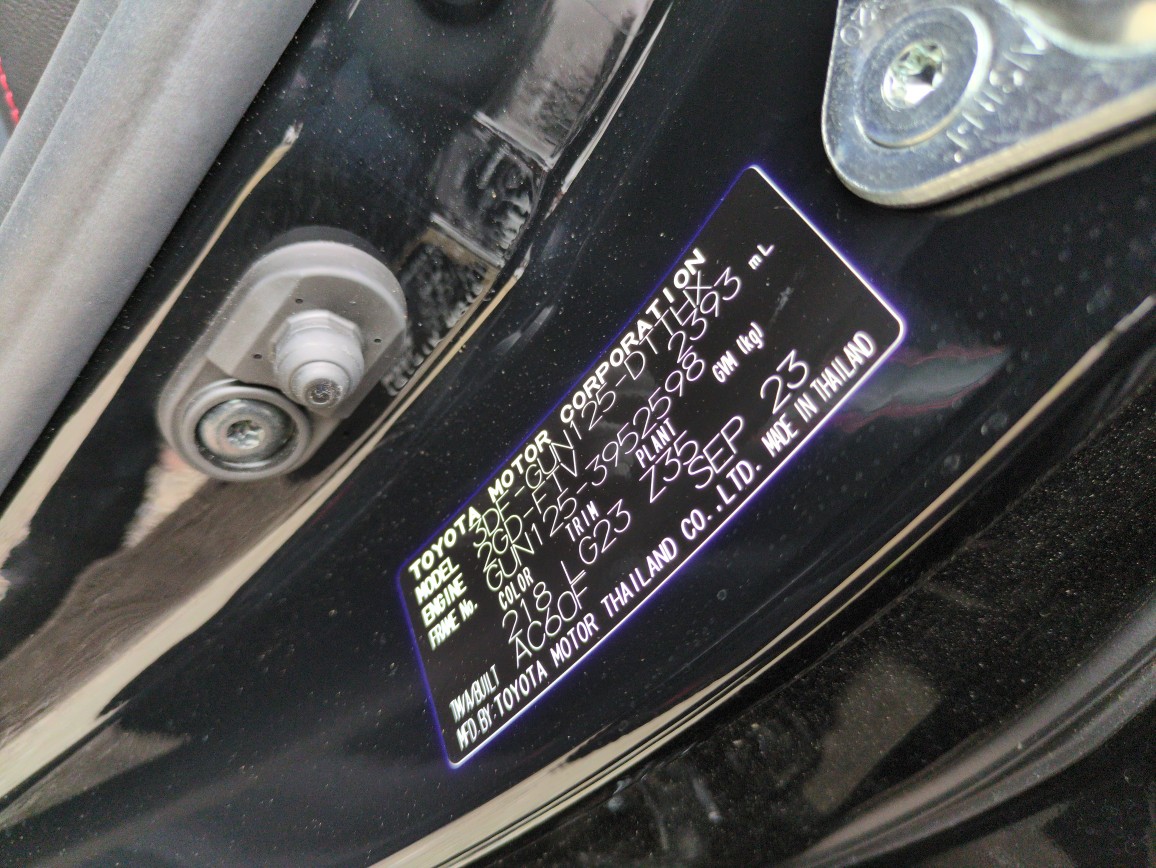 TOYOTA MOTOR CORPORATION
MODEL 3DF-GUN125-DTTHX
ENGINE 2GD-FTV 2393 mL
FRAME No. GUN125-3952598
COLOR TRIM PLANT GVM (kg)
218 LG23 Z35
AC60F SEP 23
TM/A/BUILT
MFD. BY: TOYOTA MOTOR THAILAND CO.,LTD. MADE IN THAILAND